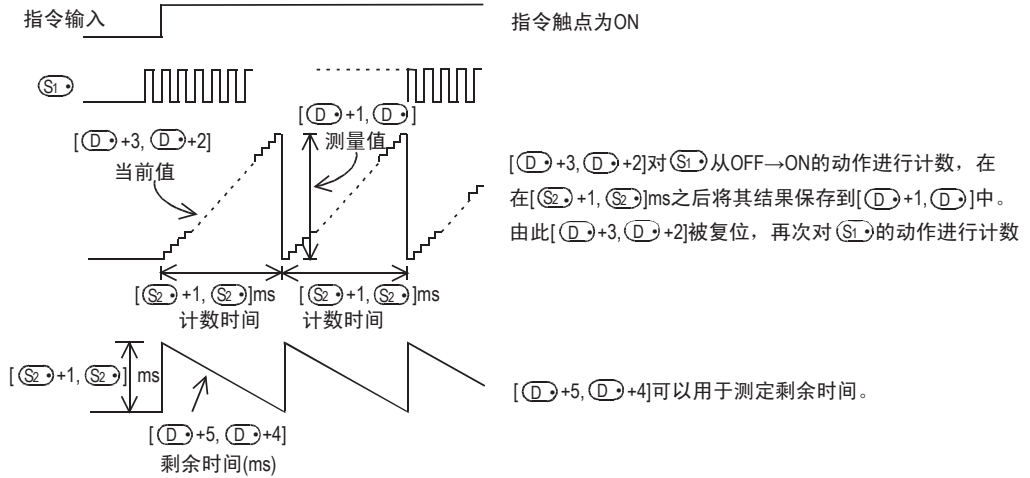 指令输入
指令触点为ON
S1•
[ D• +1, D• ]
测量值
[ D• +3, D• +2]
当前值
[ D• +3, D• +2]对 S1• 从OFF→ON的动作进行计数，在
在[ S2• +1, S2• ]ms之后将其结果保存到[ D• +1, D• ]中。
由此[ D• +3, D• +2]被复位，再次对 S1• 的动作进行计数
[ S2• +1, S2• ]ms
计数时间
[ S2• +1, S2• ]ms
计数时间
[ S2• +1, S2• ] ms
[ D• +5, D• +4]可以用于测定剩余时间。
[ D• +5, D• +4]
剩余时间(ms)